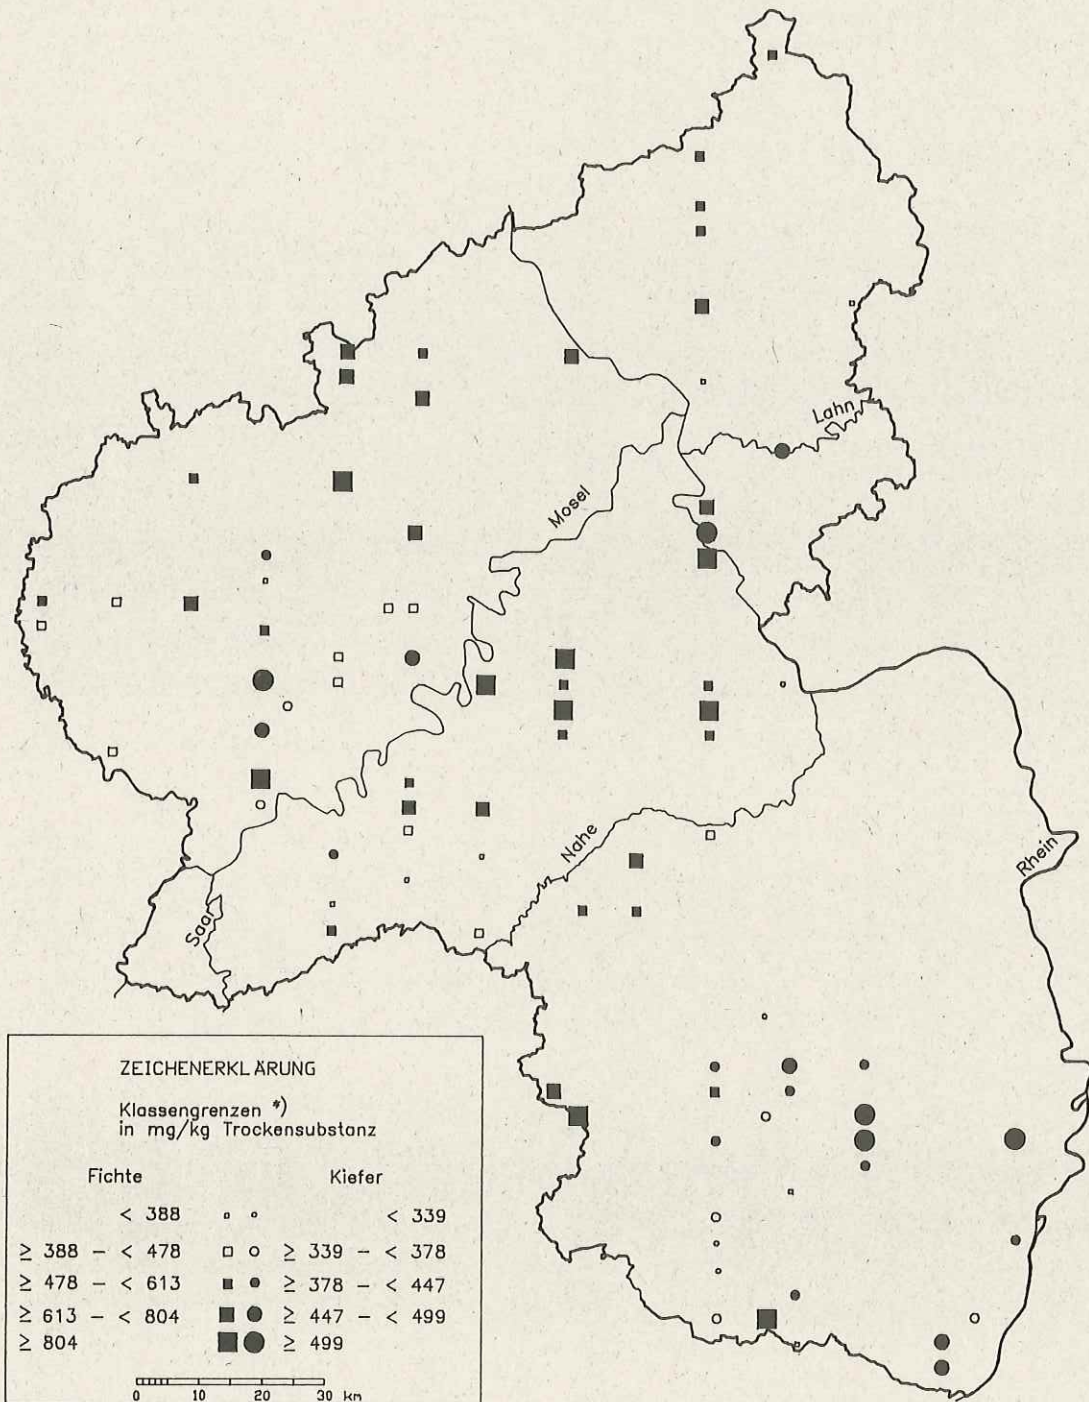 Lahn
Mosel
Nahe
Rhein
Saar
ZEICHENERKLÄRUNG
Klassengrenzen *)
in mg/kg Trockensubstanz
Fichte Kiefer
< 388 < 339
≥ 388 – < 478 ≥ 339 – < 378
≥ 478 – < 613 ≥ 378 – < 447
≥ 613 – < 804 ≥ 447 – < 499
≥ 804 ≥ 499
0 10 20 30 km